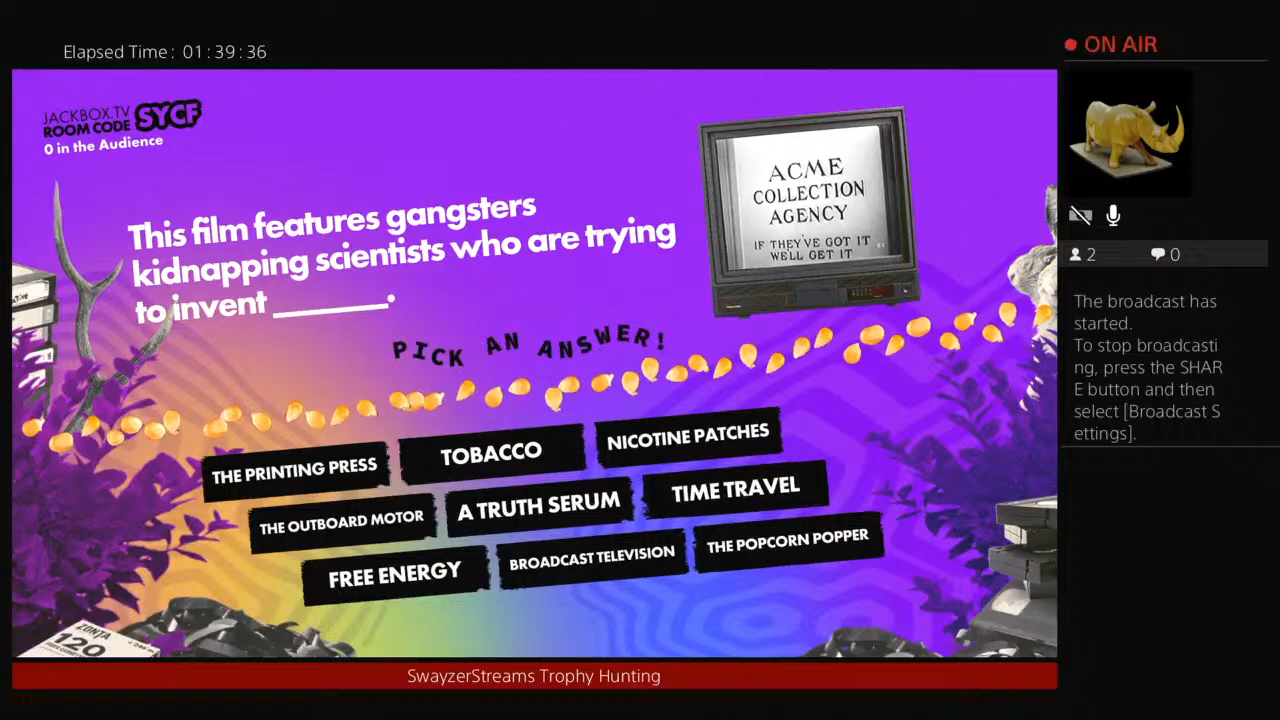 Elapsed Time: 01:39:36
ON AIR
JACKBOX.TV
ROOM CODE SYCF
0 in the Audience
This film features gangsters
kidnapping scientists who are trying
to invent ________.
ACME
COLLECTION
AGENCY
IF THEY'VE GOT IT
WE'LL GET IT
PICK AN ANSWER!
THE PRINTING PRESS
TOBACCO
NICOTINE PATCHES
THE OUTBOARD MOTOR
A TRUTH SERUM
TIME TRAVEL
FREE ENERGY
BROADCAST TELEVISION
THE POPCORN POPPER
ZONTA
120
2
0
The broadcast has
started.
To stop broadcasti
ng, press the SHAR
E button and then
select [Broadcast S
ettings].
SwayzerStreams Trophy Hunting